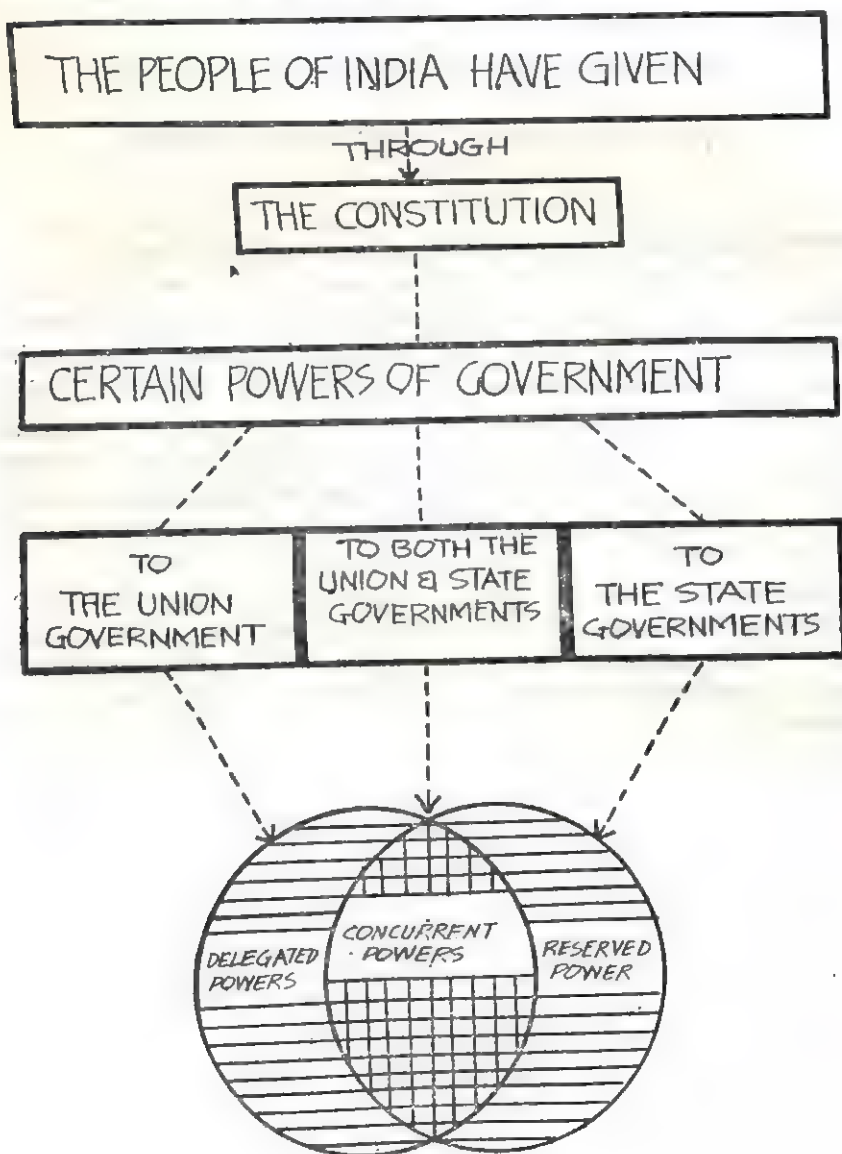 THE PEOPLE OF INDIA HAVE GIVEN
THROUGH
THE CONSTITUTION
CERTAIN POWERS OF GOVERNMENT
TO
THE UNION
GOVERNMENT
TO BOTH THE
UNION & STATE
GOVERNMENTS
TO
THE STATE
GOVERNMENTS
DELEGATED
POWERS
CONCURRENT
POWERS
RESERVED
POWER